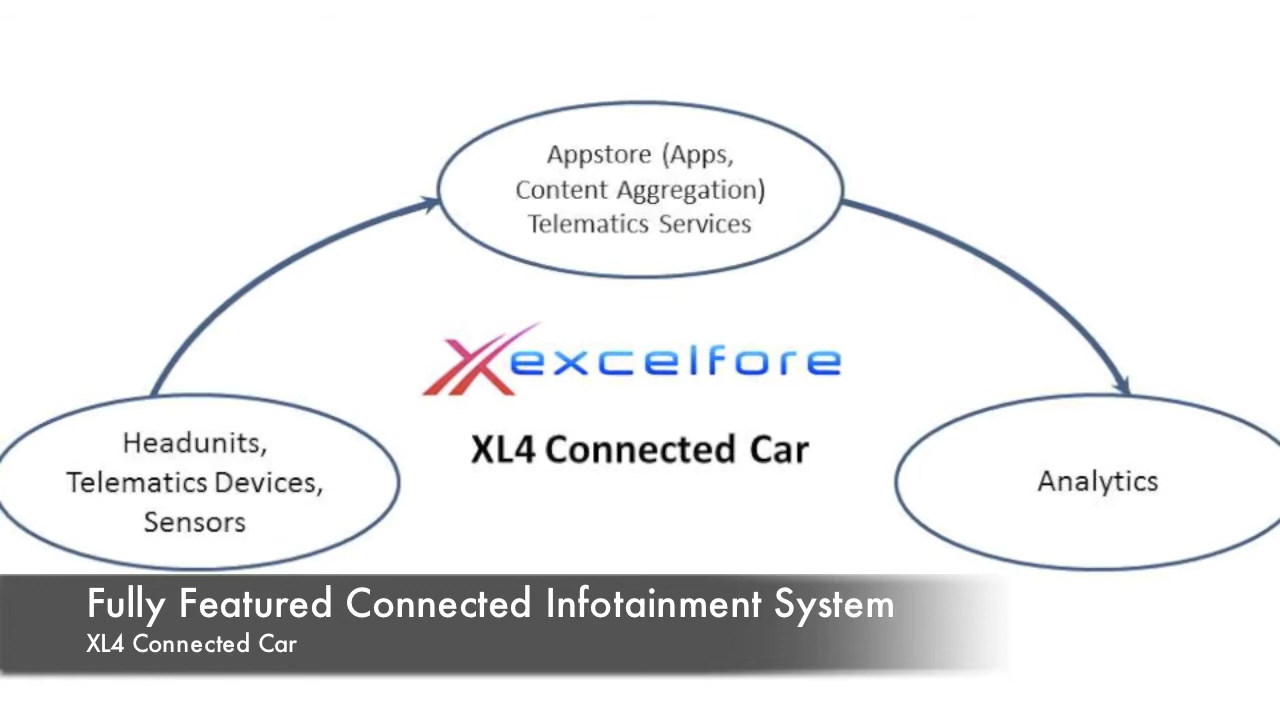 Appstore (Apps,
Content Aggregation)
Telematics Services
excelfore
XL4 Connected Car
Headunits,
Telematics Devices,
Sensors
Analytics
Fully Featured Connected Infotainment System
XL4 Connected Car